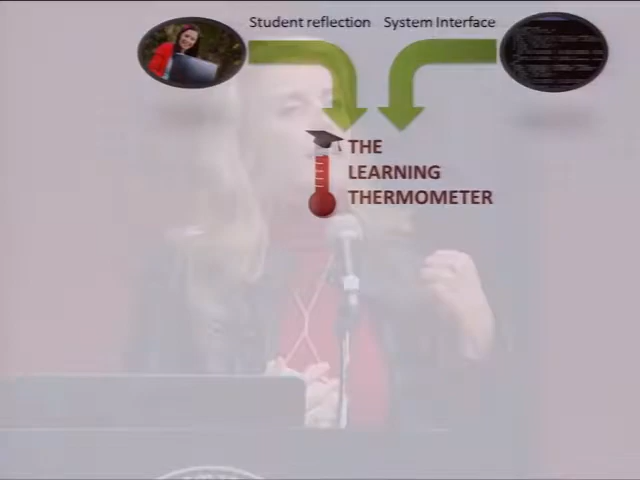 Student reflection System Interface
THE
LEARNING
THERMOMETER